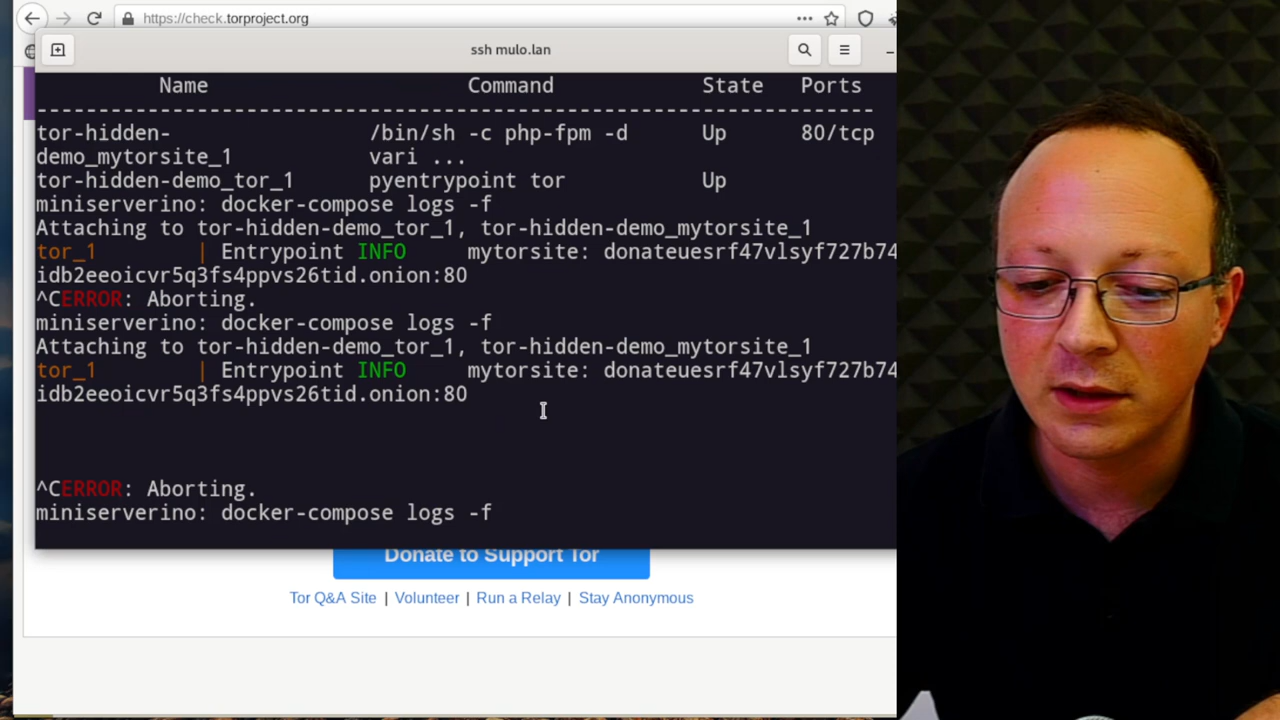 https://check.torproject.org
ssh mulo.lan
Name Command State Ports
--------------------------------------------------------------------
tor-hidden- /bin/sh -c php-fpm -d Up 80/tcp
demo_mytorsite_1 vari ...
tor-hidden-demo_tor_1 pyentrypoint tor Up
miniserverino: docker-compose logs -f
Attaching to tor-hidden-demo_tor_1, tor-hidden-demo_mytorsite_1
tor_1 | Entrypoint INFO mytorsite: donateuesrf47vlsyf727b74
idb2eeoicvr5q3fs4ppvs26tid.onion:80
^CERROR: Aborting.
miniserverino: docker-compose logs -f
Attaching to tor-hidden-demo_tor_1, tor-hidden-demo_mytorsite_1
tor_1 | Entrypoint INFO mytorsite: donateuesrf47vlsyf727b74
idb2eeoicvr5q3fs4ppvs26tid.onion:80
^CERROR: Aborting.
miniserverino: docker-compose logs -f
Donate to Support Tor
Tor Q&A Site | Volunteer | Run a Relay | Stay Anonymous